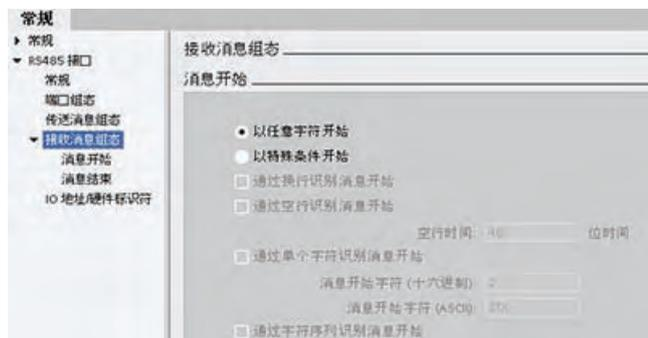 常规
常规
RS485 接口
常规
端口组态
传送消息组态
接收消息组态
消息开始
消息结束
IO 地址/硬件标识符
接收消息组态
消息开始
以任意字符开始
以特殊条件开始
通过换行识别消息开始
通过空行识别消息开始
空行时间: 40 位时间
通过单个字符识别消息开始
消息开始字符 (十六进制): 2
消息开始字符 (ASCII): STX
通过字符序列识别消息开始